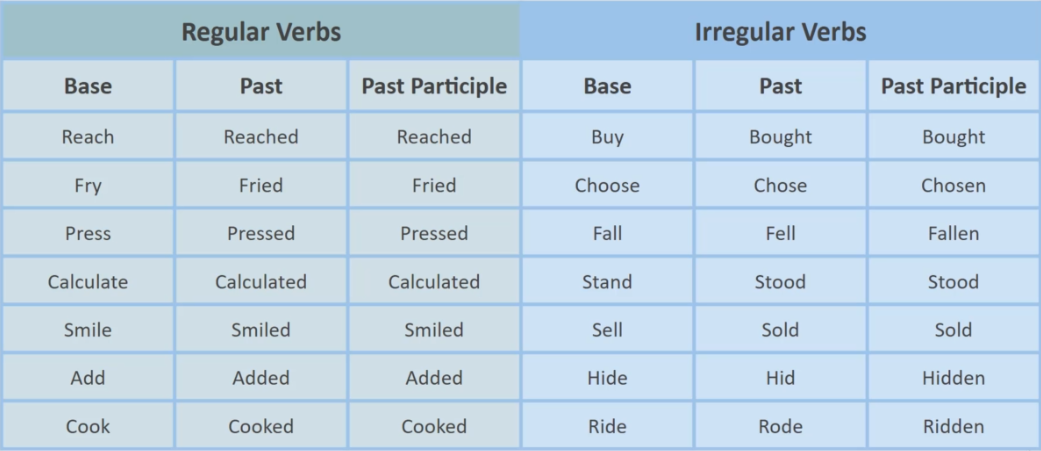 Regular Verbs Irregular Verbs
Base Past Past Participle Base Past Past Participle
Reach Reached Reached Buy Bought Bought
Fry Fried Fried Choose Chose Chosen
Press Pressed Pressed Fall Fell Fallen
Calculate Calculated Calculated Stand Stood Stood
Smile Smiled Smiled Sell Sold Sold
Add Added Added Hide Hid Hidden
Cook Cooked Cooked Ride Rode Ridden